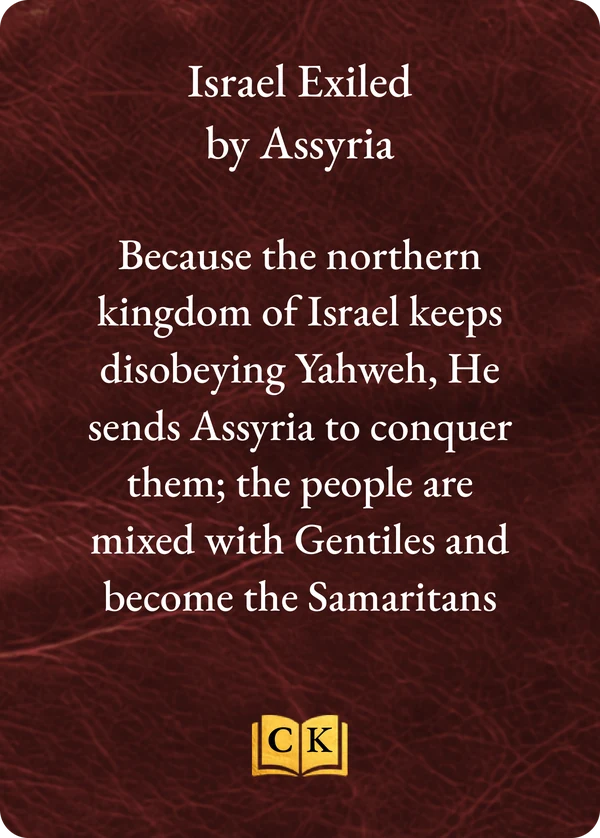 Israel Exiled
by Assyria
Because the northern
kingdom of Israel keeps
disobeying Yahweh, He
sends Assyria to conquer
them; the people are
mixed with Gentiles and
become the Samaritans
C K